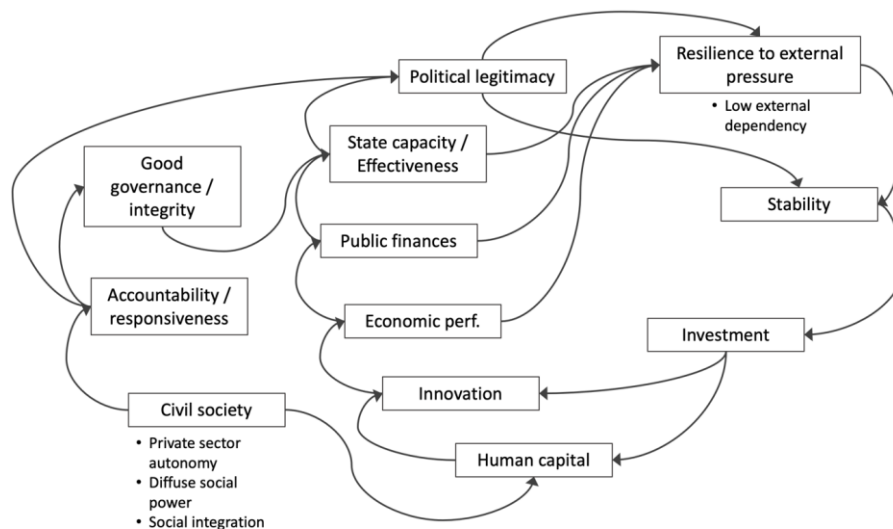 Political legitimacy
Resilience to external
pressure
• Low external
dependency
State capacity /
Effectiveness
Good
governance /
integrity
Stability
Public finances
Accountability /
responsiveness
Economic perf.
Investment
Innovation
Civil society
• Private sector
autonomy
• Diffuse social
power
• Social integration
Human capital